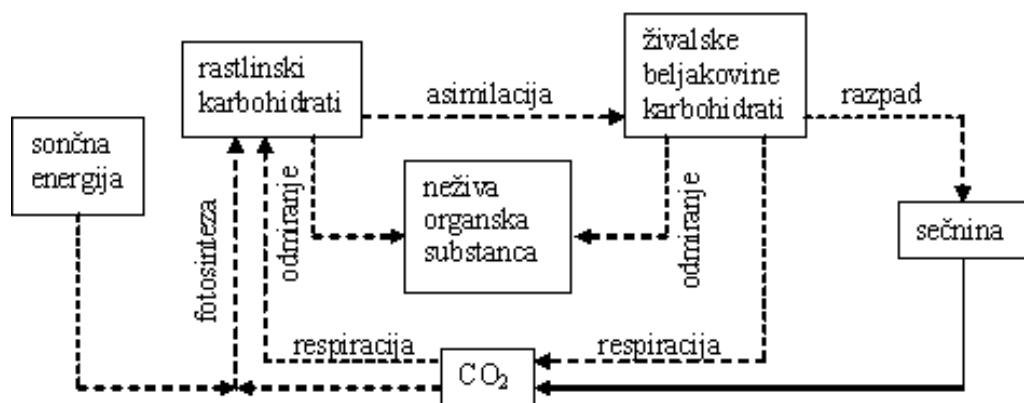 rastlinski
karbohidrati
asimilacija
živalske
beljakovine
karbohidrati
razpad
sončna
energija
fotosinteza
odmiranje
neživa
organska
substanca
odmiranje
sečnina
respiracija
CO₂
respiracija